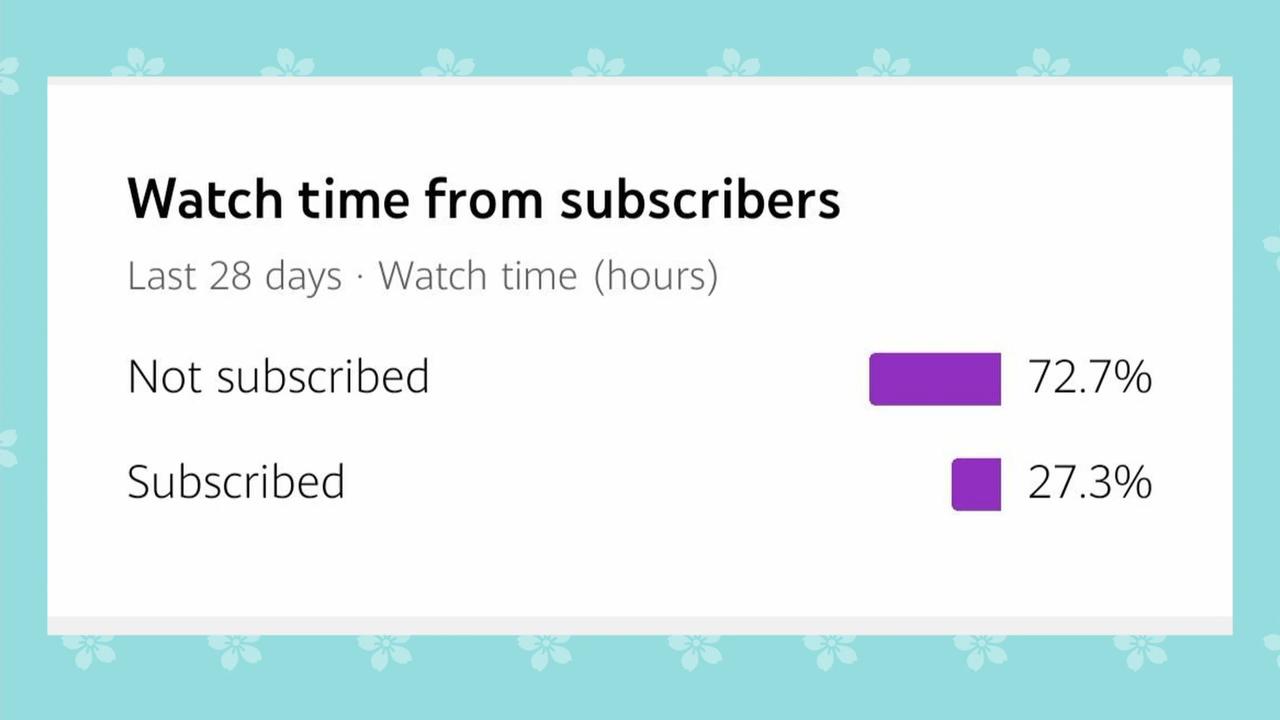 Watch time from subscribers
Last 28 days · Watch time (hours)
Not subscribed 72.7%
Subscribed 27.3%